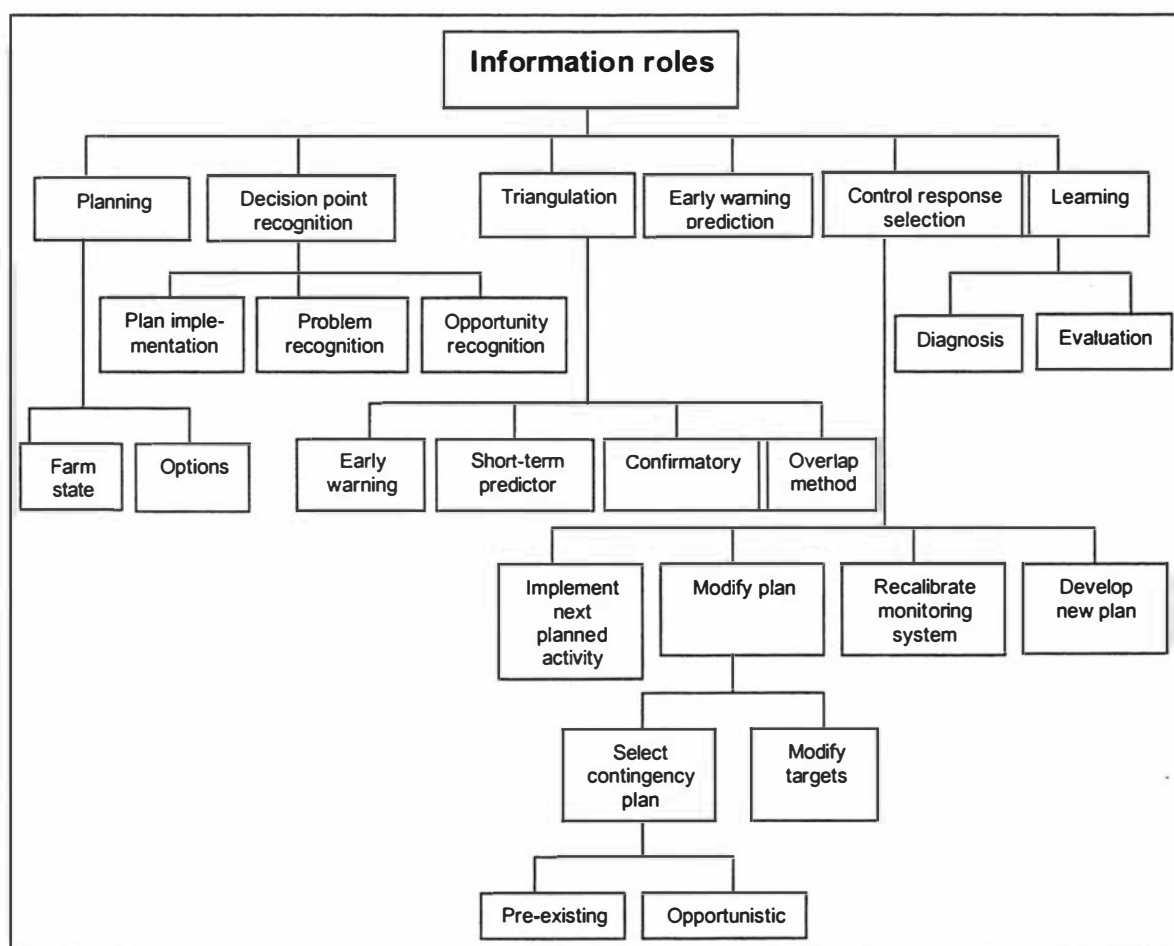 Information roles
Planning
Decision point
recognition
Triangulation
Early warning
prediction
Control response
selection
Learning
Plan imple-
mentation
Problem
recognition
Opportunity
recognition
Diagnosis
Evaluation
Farm
state
Options
Early
warning
Short-term
predictor
Confirmatory
Overlap
method
Implement
next
planned
activity
Modify plan
Recalibrate
monitoring
system
Develop
new plan
Select
contingency
plan
Modify
targets
Pre-existing
Opportunistic